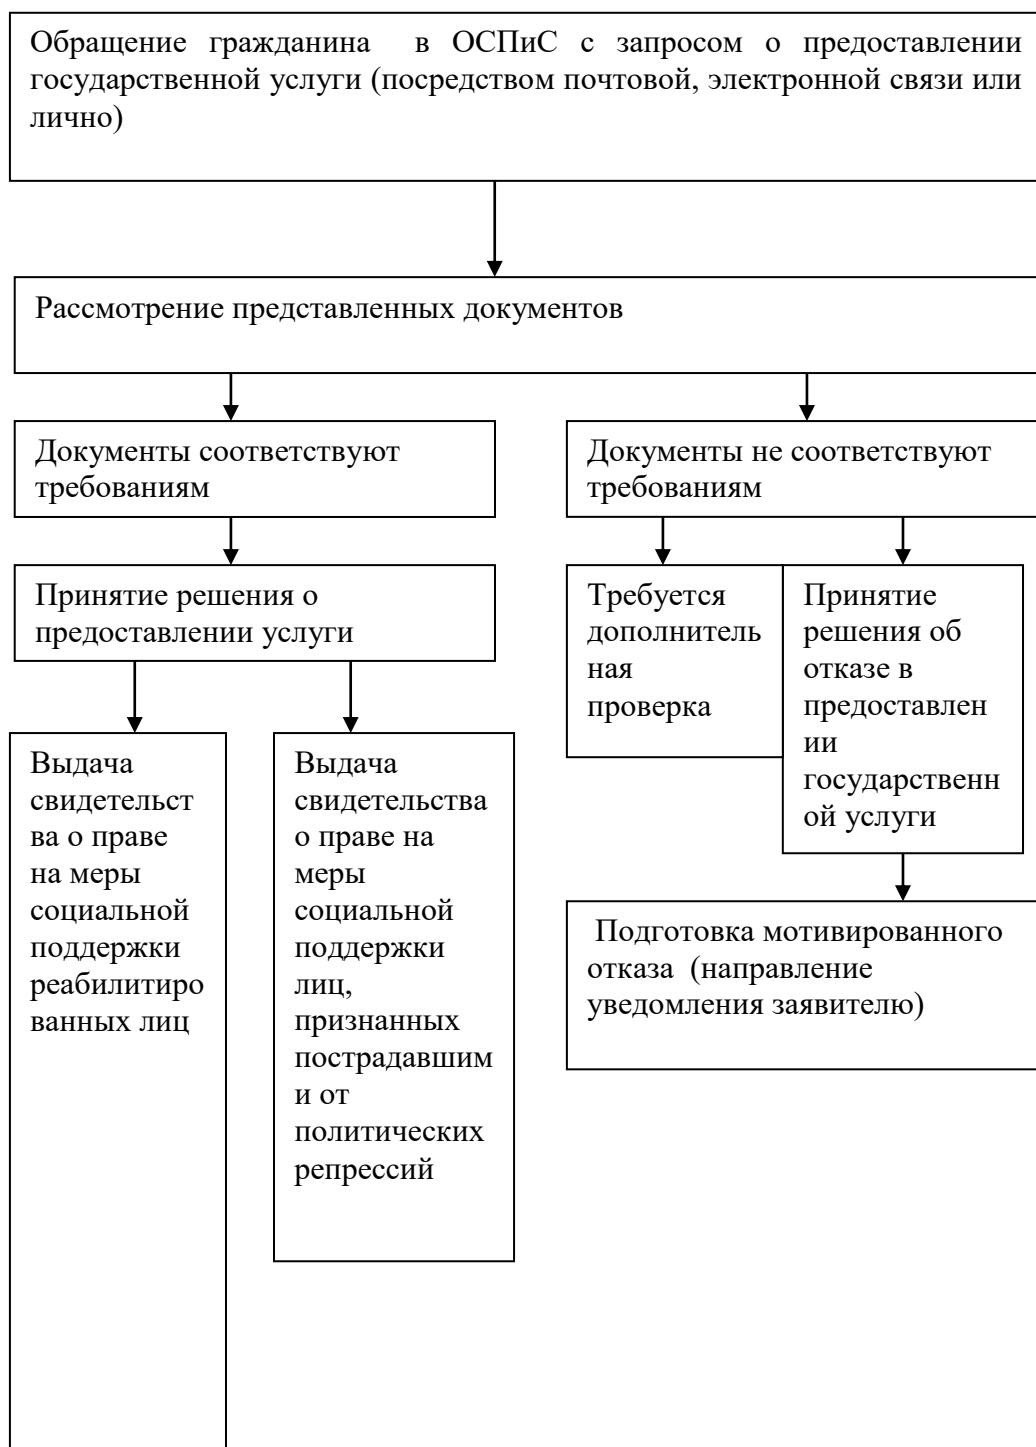 Обращение гражданина в ОСПиС с запросом о предоставлении
государственной услуги (посредством почтовой, электронной связи или
лично)
Рассмотрение представленных документов
Документы соответствуют
требованиям
Документы не соответствуют
требованиям
Принятие решения о
предоставлении услуги
Требуется
дополнитель
ная
проверка
Принятие
решения об
отказе в
предоставлен
ии
государственн
ой услуги
Выдача
свидетельст
ва о праве
на меры
социальной
поддержки
реабилитиро
ванных лиц
Выдача
свидетельства
о праве на
меры
социальной
поддержки
лиц,
признанных
пострадавшим
и от
политических
репрессий
Подготовка мотивированного
отказа (направление
уведомления заявителю)